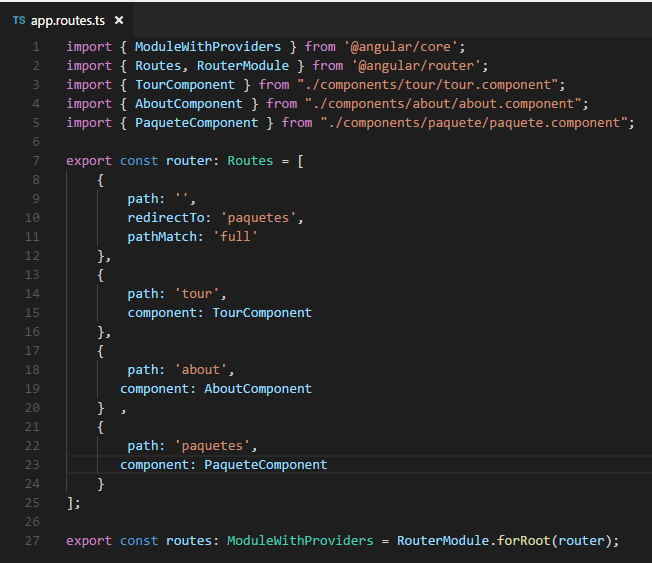 TS app.routes.ts ×
1 import { ModuleWithProviders } from '@angular/core';
2 import { Routes, RouterModule } from '@angular/router';
3 import { TourComponent } from "./components/tour/tour.component";
4 import { AboutComponent } from "./components/about/about.component";
5 import { PaqueteComponent } from "./components/paquete/paquete.component";
6
7 export const router: Routes = [
8     {
9         path: '',
10         redirectTo: 'paquetes',
11         pathMatch: 'full'
12     },
13     {
14         path: 'tour',
15         component: TourComponent
16     },
17     {
18         path: 'about',
19        component: AboutComponent
20     }  ,
21     {
22         path: 'paquetes',
23        component: PaqueteComponent
24     }
25 ];
26
27 export const routes: ModuleWithProviders = RouterModule.forRoot(router);